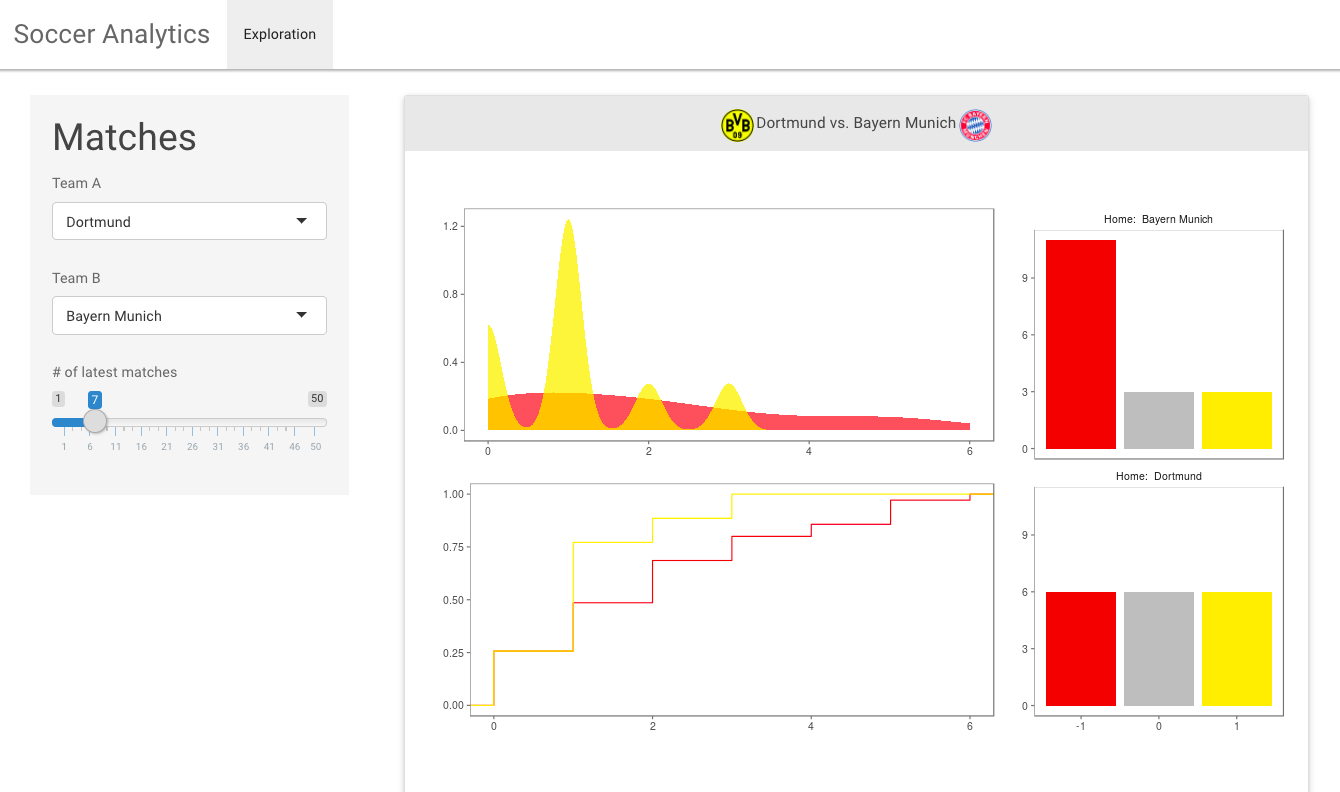 Soccer Analytics
Exploration
Matches
Team A
Dortmund
Team B
Bayern Munich
# of latest matches
1 7 50
1 6 11 16 21 26 31 36 41 46 50
BVB
09
Dortmund vs. Bayern Munich
1.2
0.8
0.4
0.0
0 2 4 6
Home: Bayern Munich
9
6
3
0
1.00
0.75
0.50
0.25
0.00
0 2 4 6
Home: Dortmund
9
6
3
0
-1 0 1